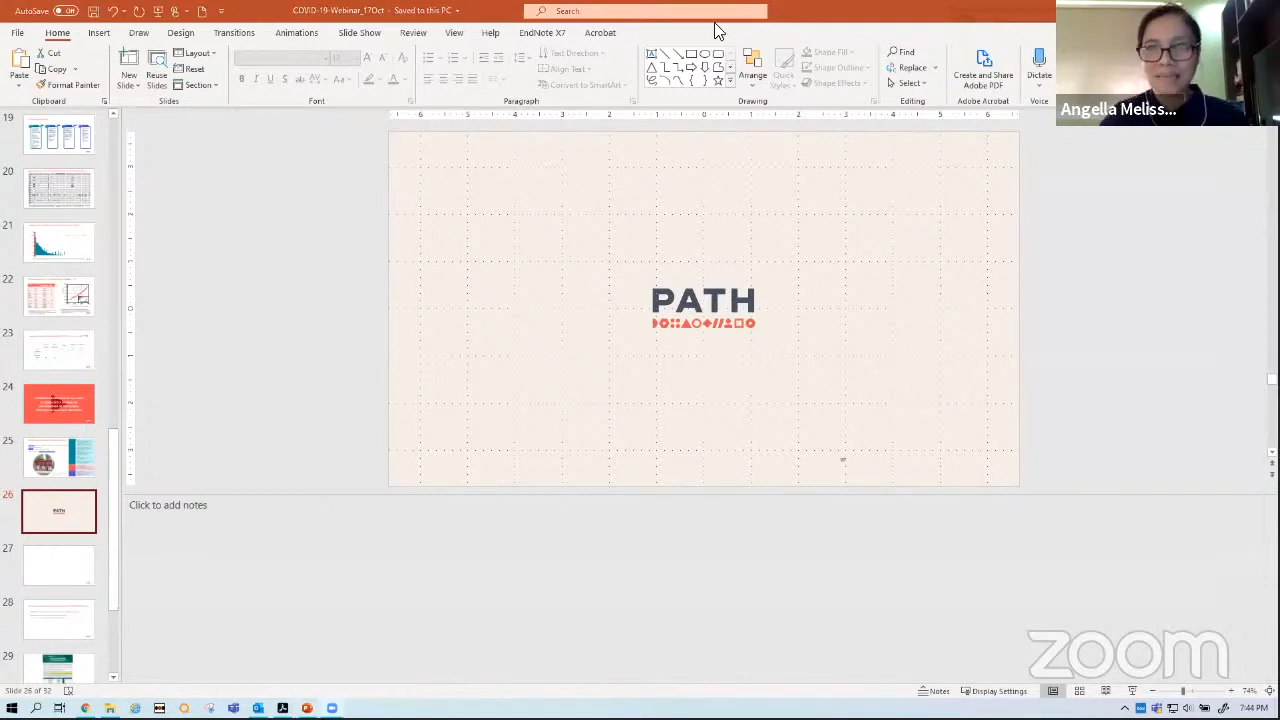 COVID-19-Webinar_17Oct - Saved to this PC
Search
Home
Insert
Draw
Design
Transitions
Animations
Slide Show
Review
View
Help
EndNote X7
Acrobat
Paste
Cut
Copy
Format Painter
Clipboard
New
Slide
Reuse
Slides
Layout
Reset
Section
Slides
Font
Text Direction
Align Text
Convert to SmartArt
Paragraph
Arrange
Quick
Styles
Shape Fill
Shape Outline
Shape Effects
Drawing
Find
Replace
Select
Editing
Create and Share
Adobe PDF
Adobe Acrobat
Dictate
Voice
Angella Meliss...
20
21
22
23
24
25
26
27
28
29
PATH
PATH
Click to add notes
zoom
Slide 26 of 32
Notes
Display Settings
74%
7:44 PM